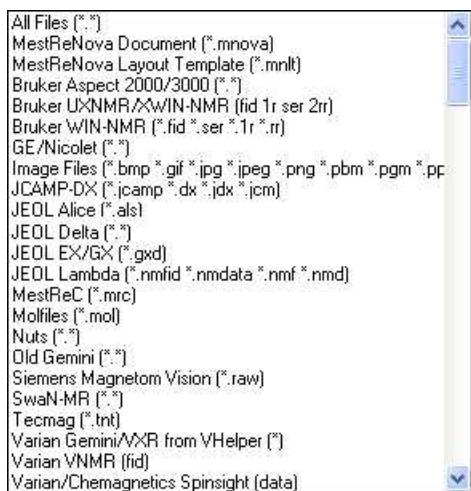 All Files (*.*)
MestReNova Document (*.mnova)
MestReNova Layout Template (*.mnlt)
Bruker Aspect 2000/3000 (*.*)
Bruker UXNMR/XWIN-NMR (fid 1r ser 2rr)
Bruker WIN-NMR (*.fid *.ser *.1r *.rr)
GE/Nicolet (*.*)
Image Files (*.bmp *.gif *.jpg *.jpeg *.png *.pbm *.pgm *.pp
JCAMP-DX (*.jcamp *.dx *.jdx *.jcm)
JEOL Alice (*.als)
JEOL Delta (*.*)
JEOL EX/GX (*.gxd)
JEOL Lambda (*.nmfid *.nmdata *.nmf *.nmd)
MestReC (*.mrc)
Molfiles (*.mol)
Nuts (*.*)
Old Gemini (*.*)
Siemens Magnetom Vision (*.raw)
SwaN-MR (*.*)
Tecmag (*.tnt)
Varian Gemini/VXR from VHelper (*)
Varian VNMR (fid)
Varian/Chemagnetics Spinsight (data)